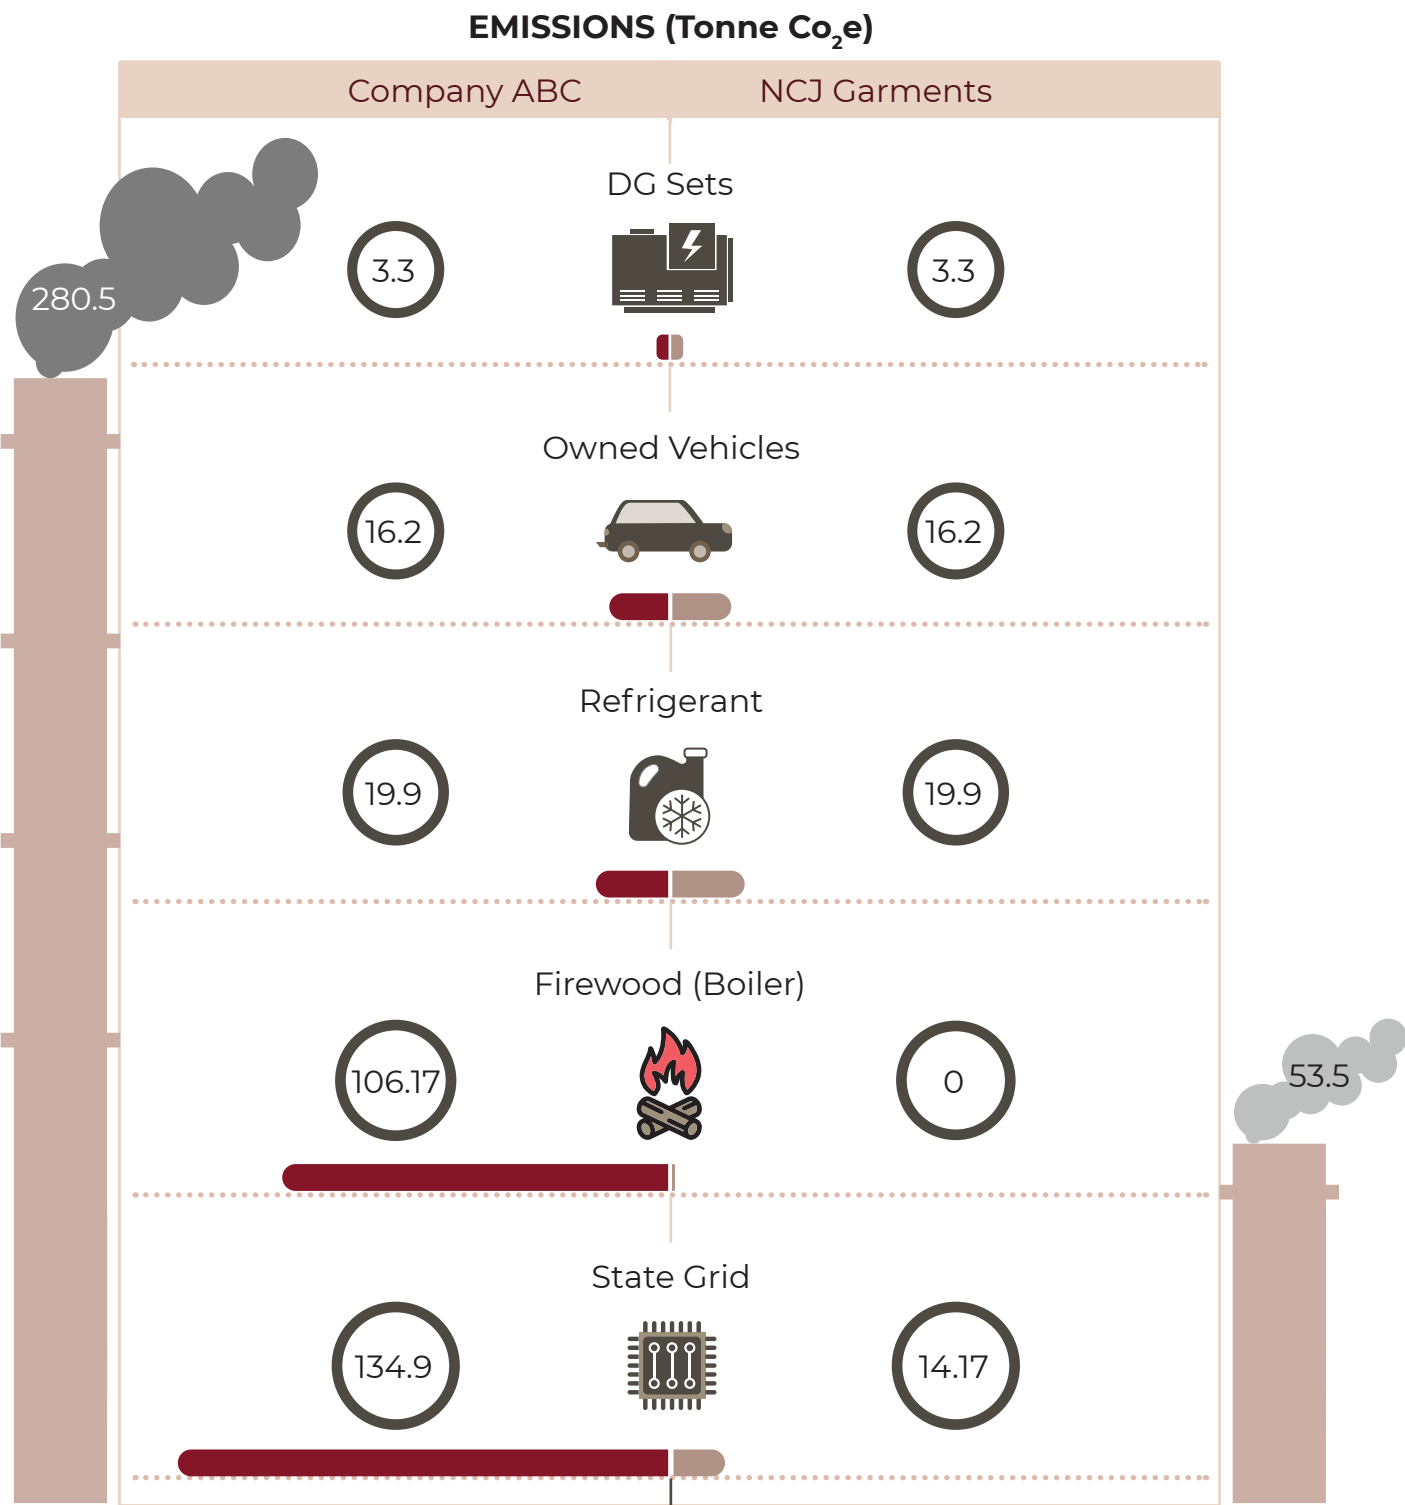 EMISSIONS (Tonne Co₂e)
Company ABC
NCJ Garments
DG Sets
280.5
3.3
3.3
Owned Vehicles
16.2
16.2
Refrigerant
19.9
19.9
Firewood (Boiler)
106.17
0
53.5
State Grid
134.9
14.17